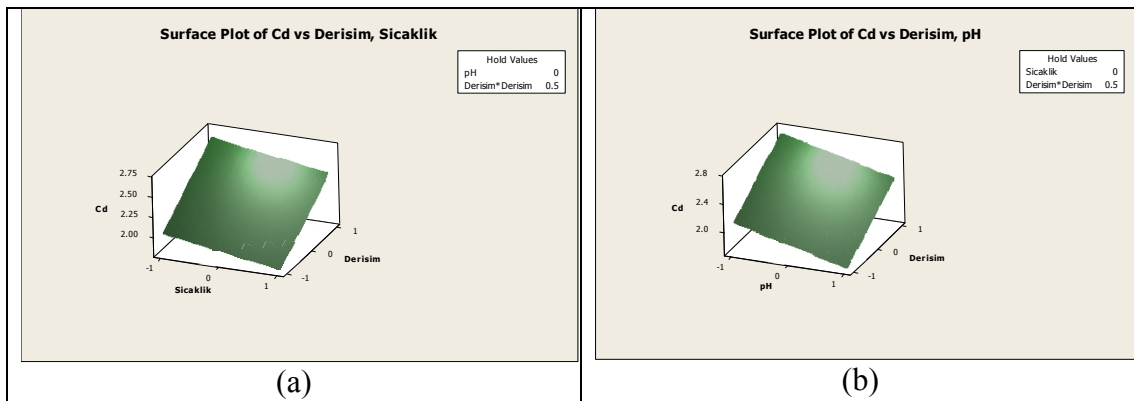 Surface Plot of Cd vs Derisim, Sicaklik
Hold Values
pH 0
Derisim*Derisim 0.5
2.75
2.50
2.25
2.00
Cd
-1
0
1
Sicaklik
-1
0
1
Derisim
(a)
Surface Plot of Cd vs Derisim, pH
Hold Values
Sicaklik 0
Derisim*Derisim 0.5
2.8
2.4
2.0
Cd
-1
0
1
pH
-1
0
1
Derisim
(b)